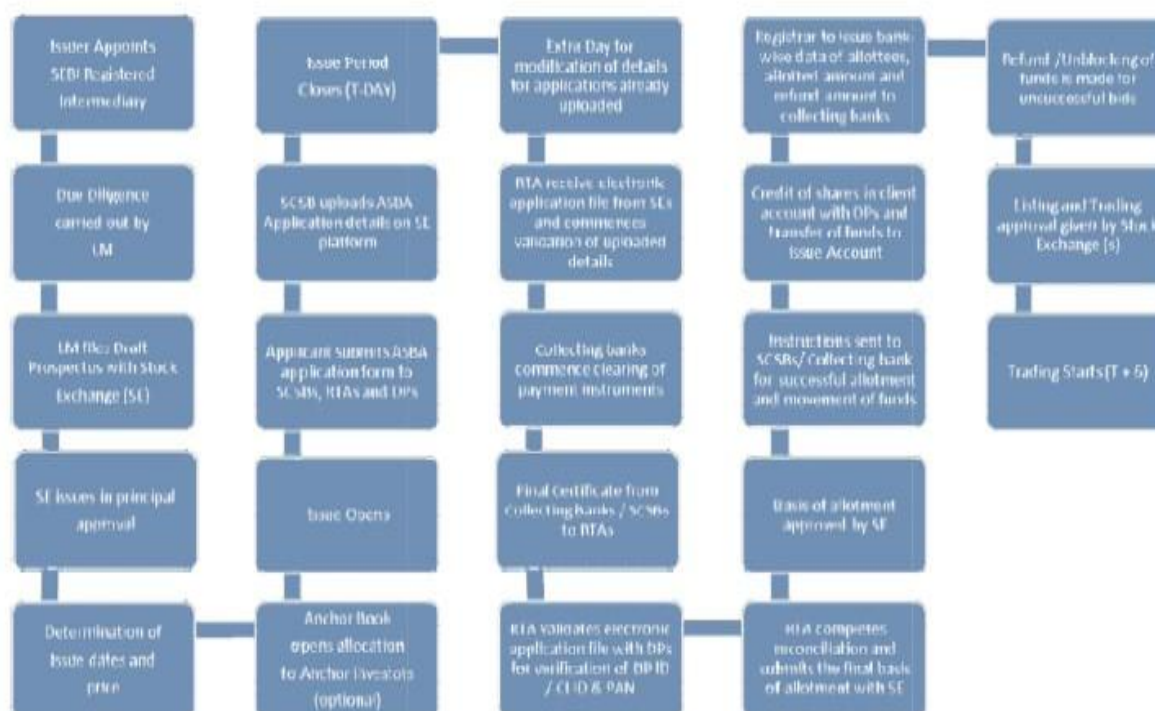 Issuer Appoints
SEBI Registered
Intermediary
Due Diligence
carried out by
LM
LM files Draft
Prospectus with Stock
Exchange (SE)
SE issues in principal
approval
Determination of
Issue dates and
price
Anchor Book
opens allocation
to Anchor Investors
(optional)
Issue Opens
Applicant submits ASBA
application form to
SCSBs, RTAs and DPs
SCSB uploads ASBA
Application details on SE
platform
Issue Period
Closes (T-DAY)
Extra Day for
modification of details
for applications already
uploaded
RTA receive electronic
application file from SEs
and commences
validation of uploaded
details
Collecting banks
commence clearing of
payment instruments
Final Certificate from
Collecting Banks / SCSBs
to RTAs
RTA validates electronic
application file with DPs
for verification of DP ID
/ CI ID & PAN
RTA completes
reconciliation and
submits the final basis
of allotment with SE
Basis of allotment
approved by SE
Instructions sent to
SCSBs/ Collecting bank
for successful allotment
and movement of funds
Credit of shares in client
account with DPs and
transfer of funds to
Issue Account
Registrar to issue bank
wise data of allottees,
allotted amount and
refund amount to
collecting banks
Refund /Unblocking of
funds is made for
unsuccessful bids
Listing and Trading
approval given by Stock
Exchange (s)
Trading Starts (T + 6)